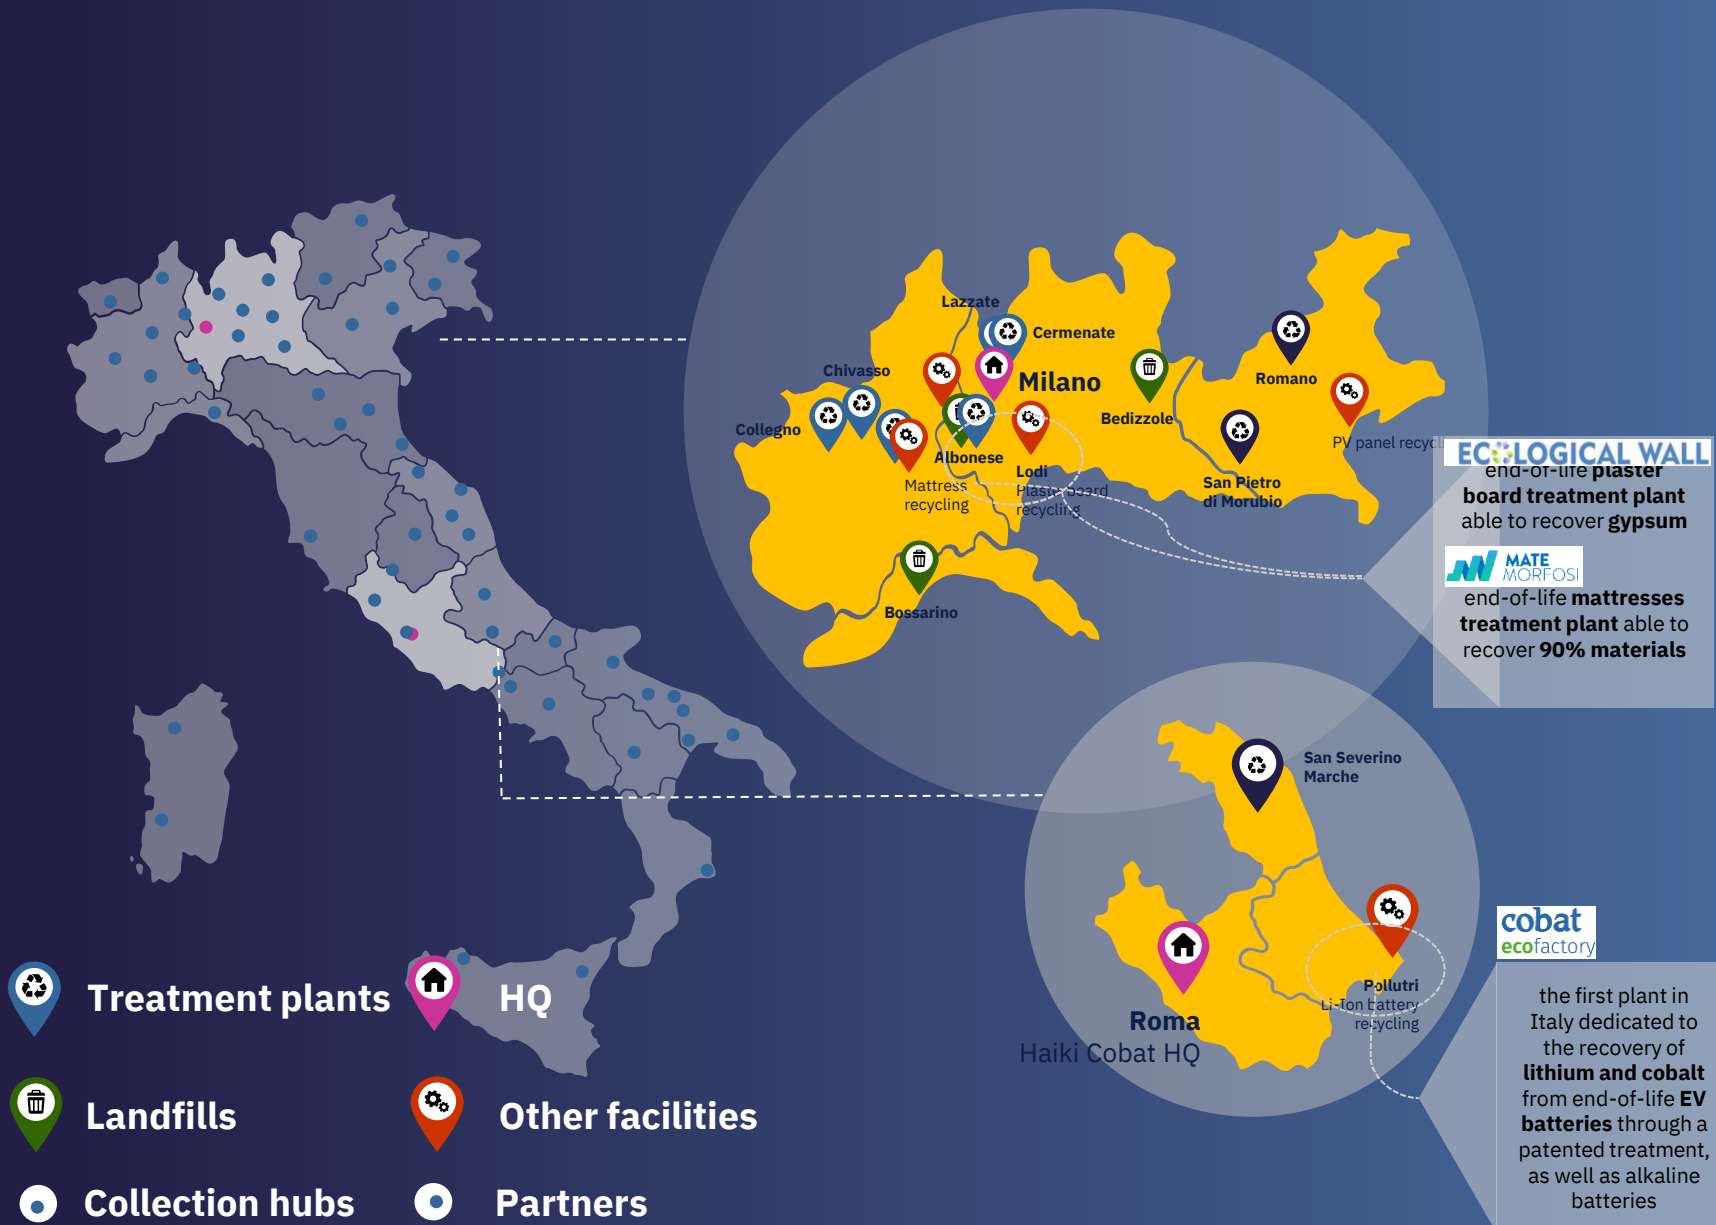 Lazzate
Cermenate
Chivasso
Milano
Collegno
Bedizzole
Romano
PV panel recycl
Albonese
Mattress
recycling
Lodi
Plasterboard
recycling
San Pietro
di Morubio
Bossarino
ECOLOGICAL WALL
end-of-life plaster
board treatment plant
able to recover gypsum
MATE
MORFOSI
end-of-life mattresses
treatment plant able to
recover 90% materials
San Severino
Marche
Pollutri
Li-Ion battery
recycling
Roma
Haiki Cobat HQ
cobat
ecofactory
the first plant in
Italy dedicated to
the recovery of
lithium and cobalt
from end-of-life EV
batteries through a
patented treatment,
as well as alkaline
batteries
Treatment plants
HQ
Landfills
Other facilities
Collection hubs
Partners